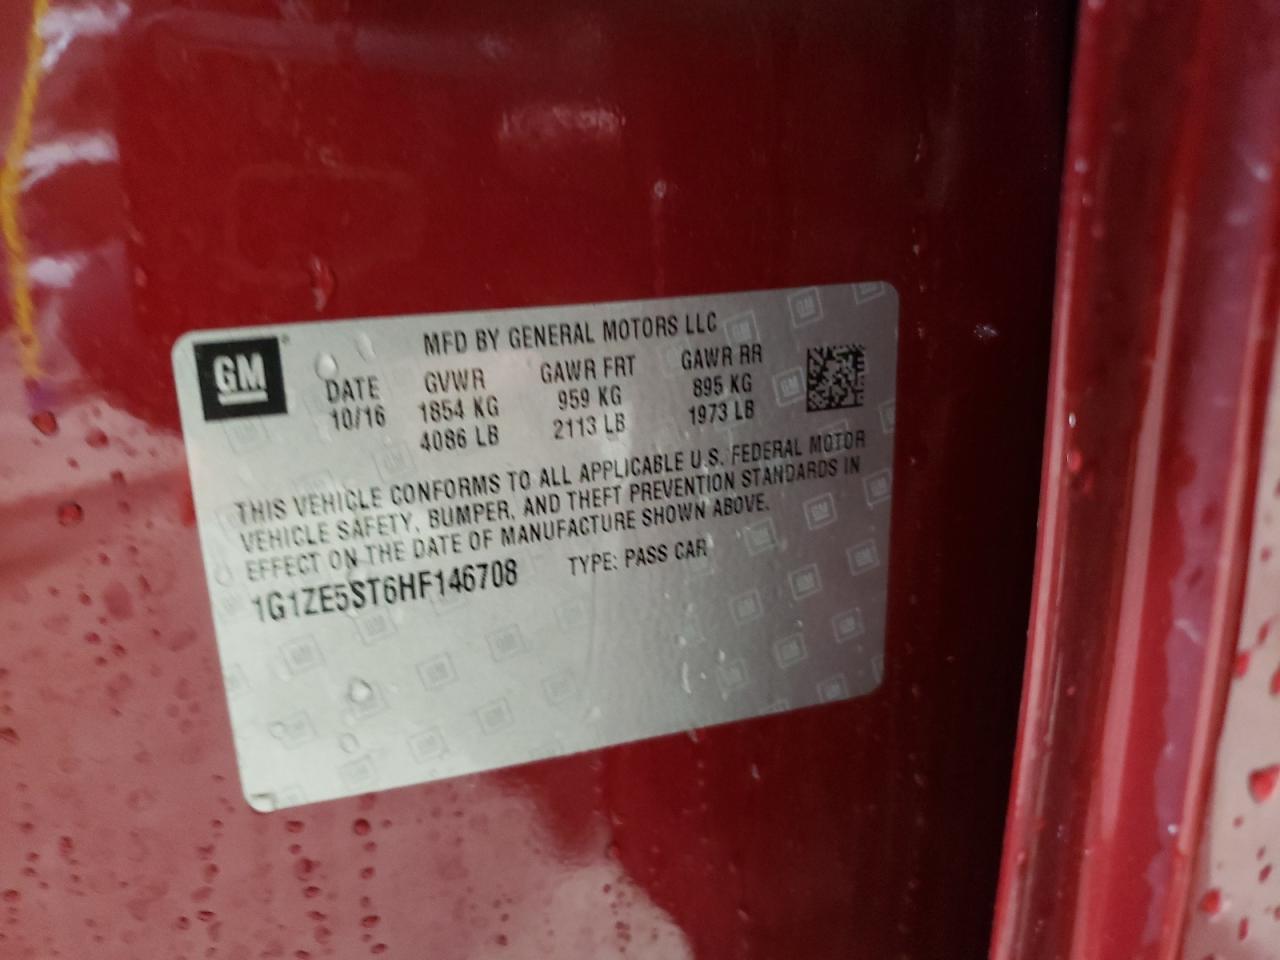 GM
MFD BY GENERAL MOTORS LLC
DATE GVWR GAWR FRT GAWR RR
10/16 1854 KG 959 KG 895 KG
4086 LB 2113 LB 1973 LB
THIS VEHICLE CONFORMS TO ALL APPLICABLE U.S. FEDERAL MOTOR
VEHICLE SAFETY, BUMPER, AND THEFT PREVENTION STANDARDS IN
EFFECT ON THE DATE OF MANUFACTURE SHOWN ABOVE.
1G1ZE5ST6HF146708 TYPE: PASS CAR